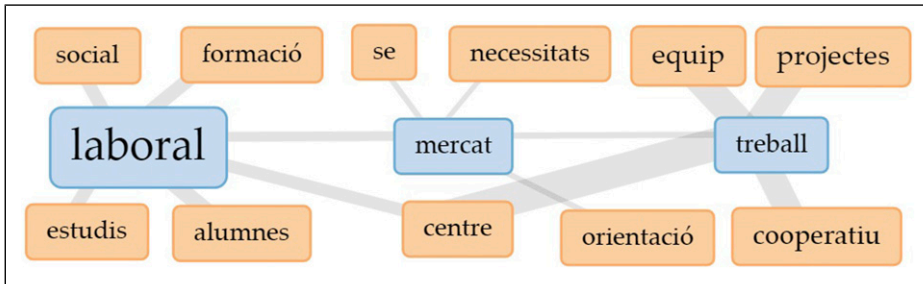 social
formació
se
necessitats
equip
projectes
laboral
mercat
treball
estudis
alumnes
centre
orientació
cooperatiu